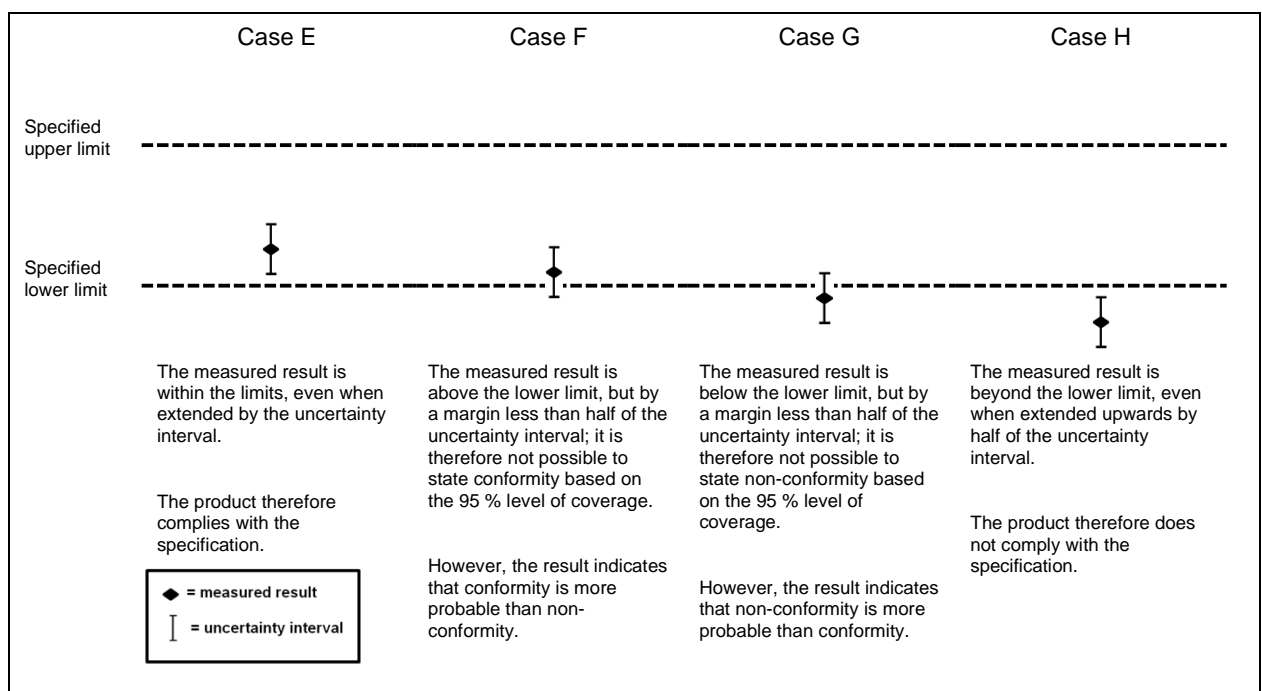 Case E
Case F
Case G
Case H
Specified
upper limit
Specified
lower limit
The measured result is
within the limits, even when
extended by the uncertainty
interval.
The product therefore
complies with the
specification.
The measured result is
above the lower limit, but by
a margin less than half of the
uncertainty interval; it is
therefore not possible to
state conformity based on
the 95 % level of coverage.
However, the result indicates
that conformity is more
probable than non-
conformity.
The measured result is
below the lower limit, but by
a margin less than half of the
uncertainty interval; it is
therefore not possible to
state non-conformity based
on the 95 % level of
coverage.
However, the result indicates
that non-conformity is more
probable than conformity.
The measured result is
beyond the lower limit, even
when extended upwards by
half of the uncertainty
interval.
The product therefore does
not comply with the
specification.
= measured result
= uncertainty interval